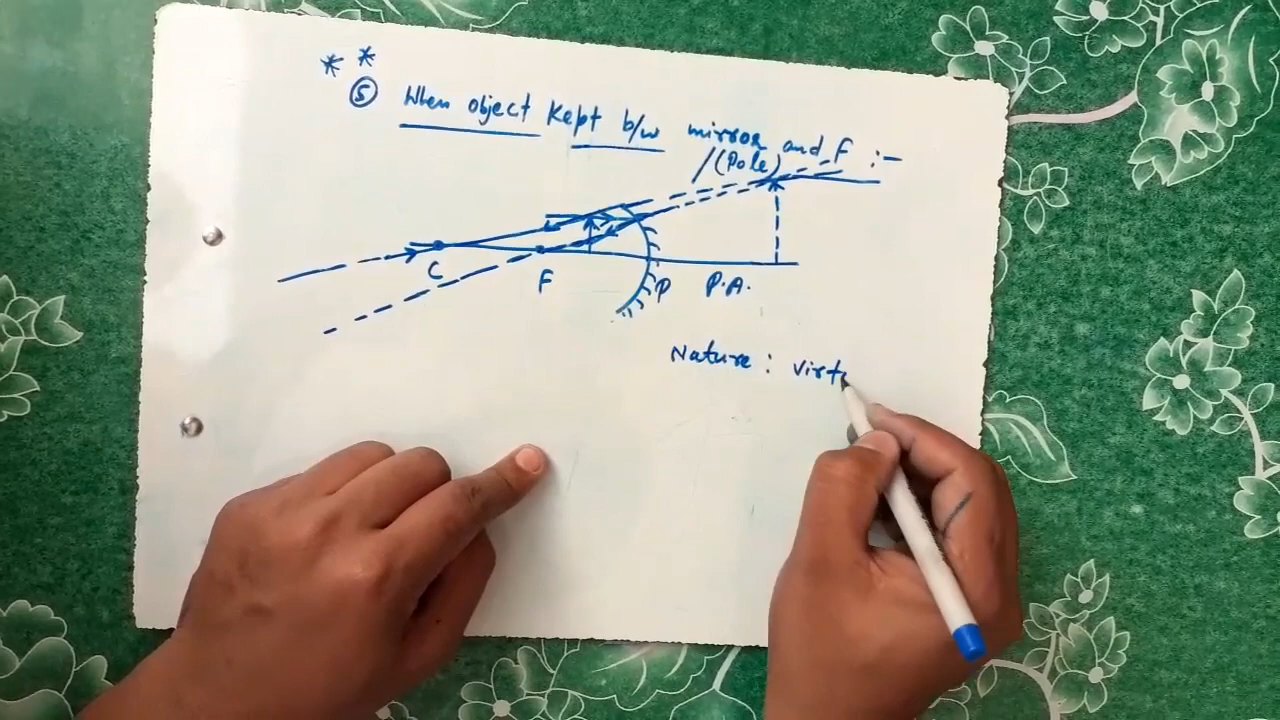 * *
⑤ When object kept b/w mirror and F :-
/(Pole)
C
F
P
P.A.
Nature : virt